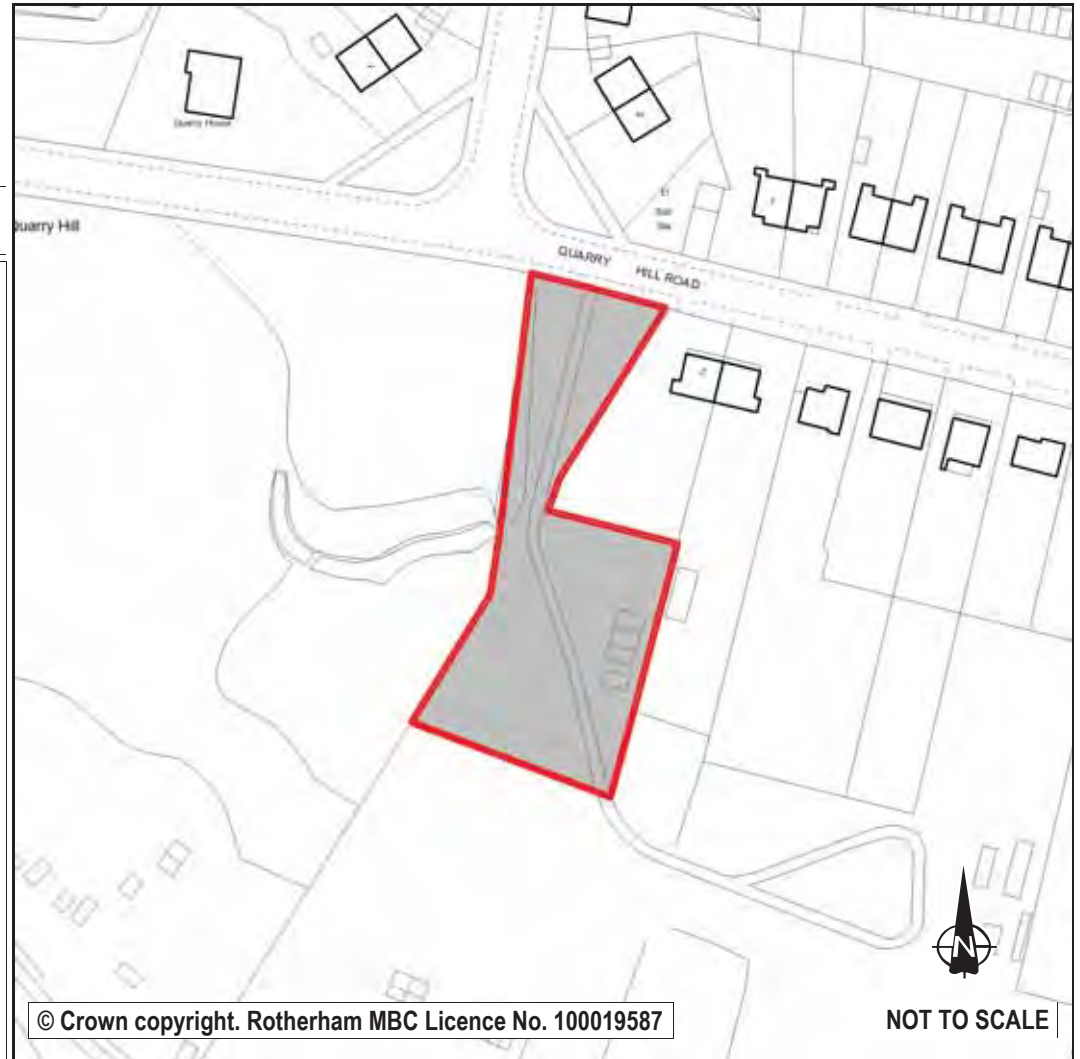 Quarry House
Quarry Hill
QUARRY HILL ROAD
N
© Crown copyright. Rotherham MBC Licence No. 100019587
NOT TO SCALE